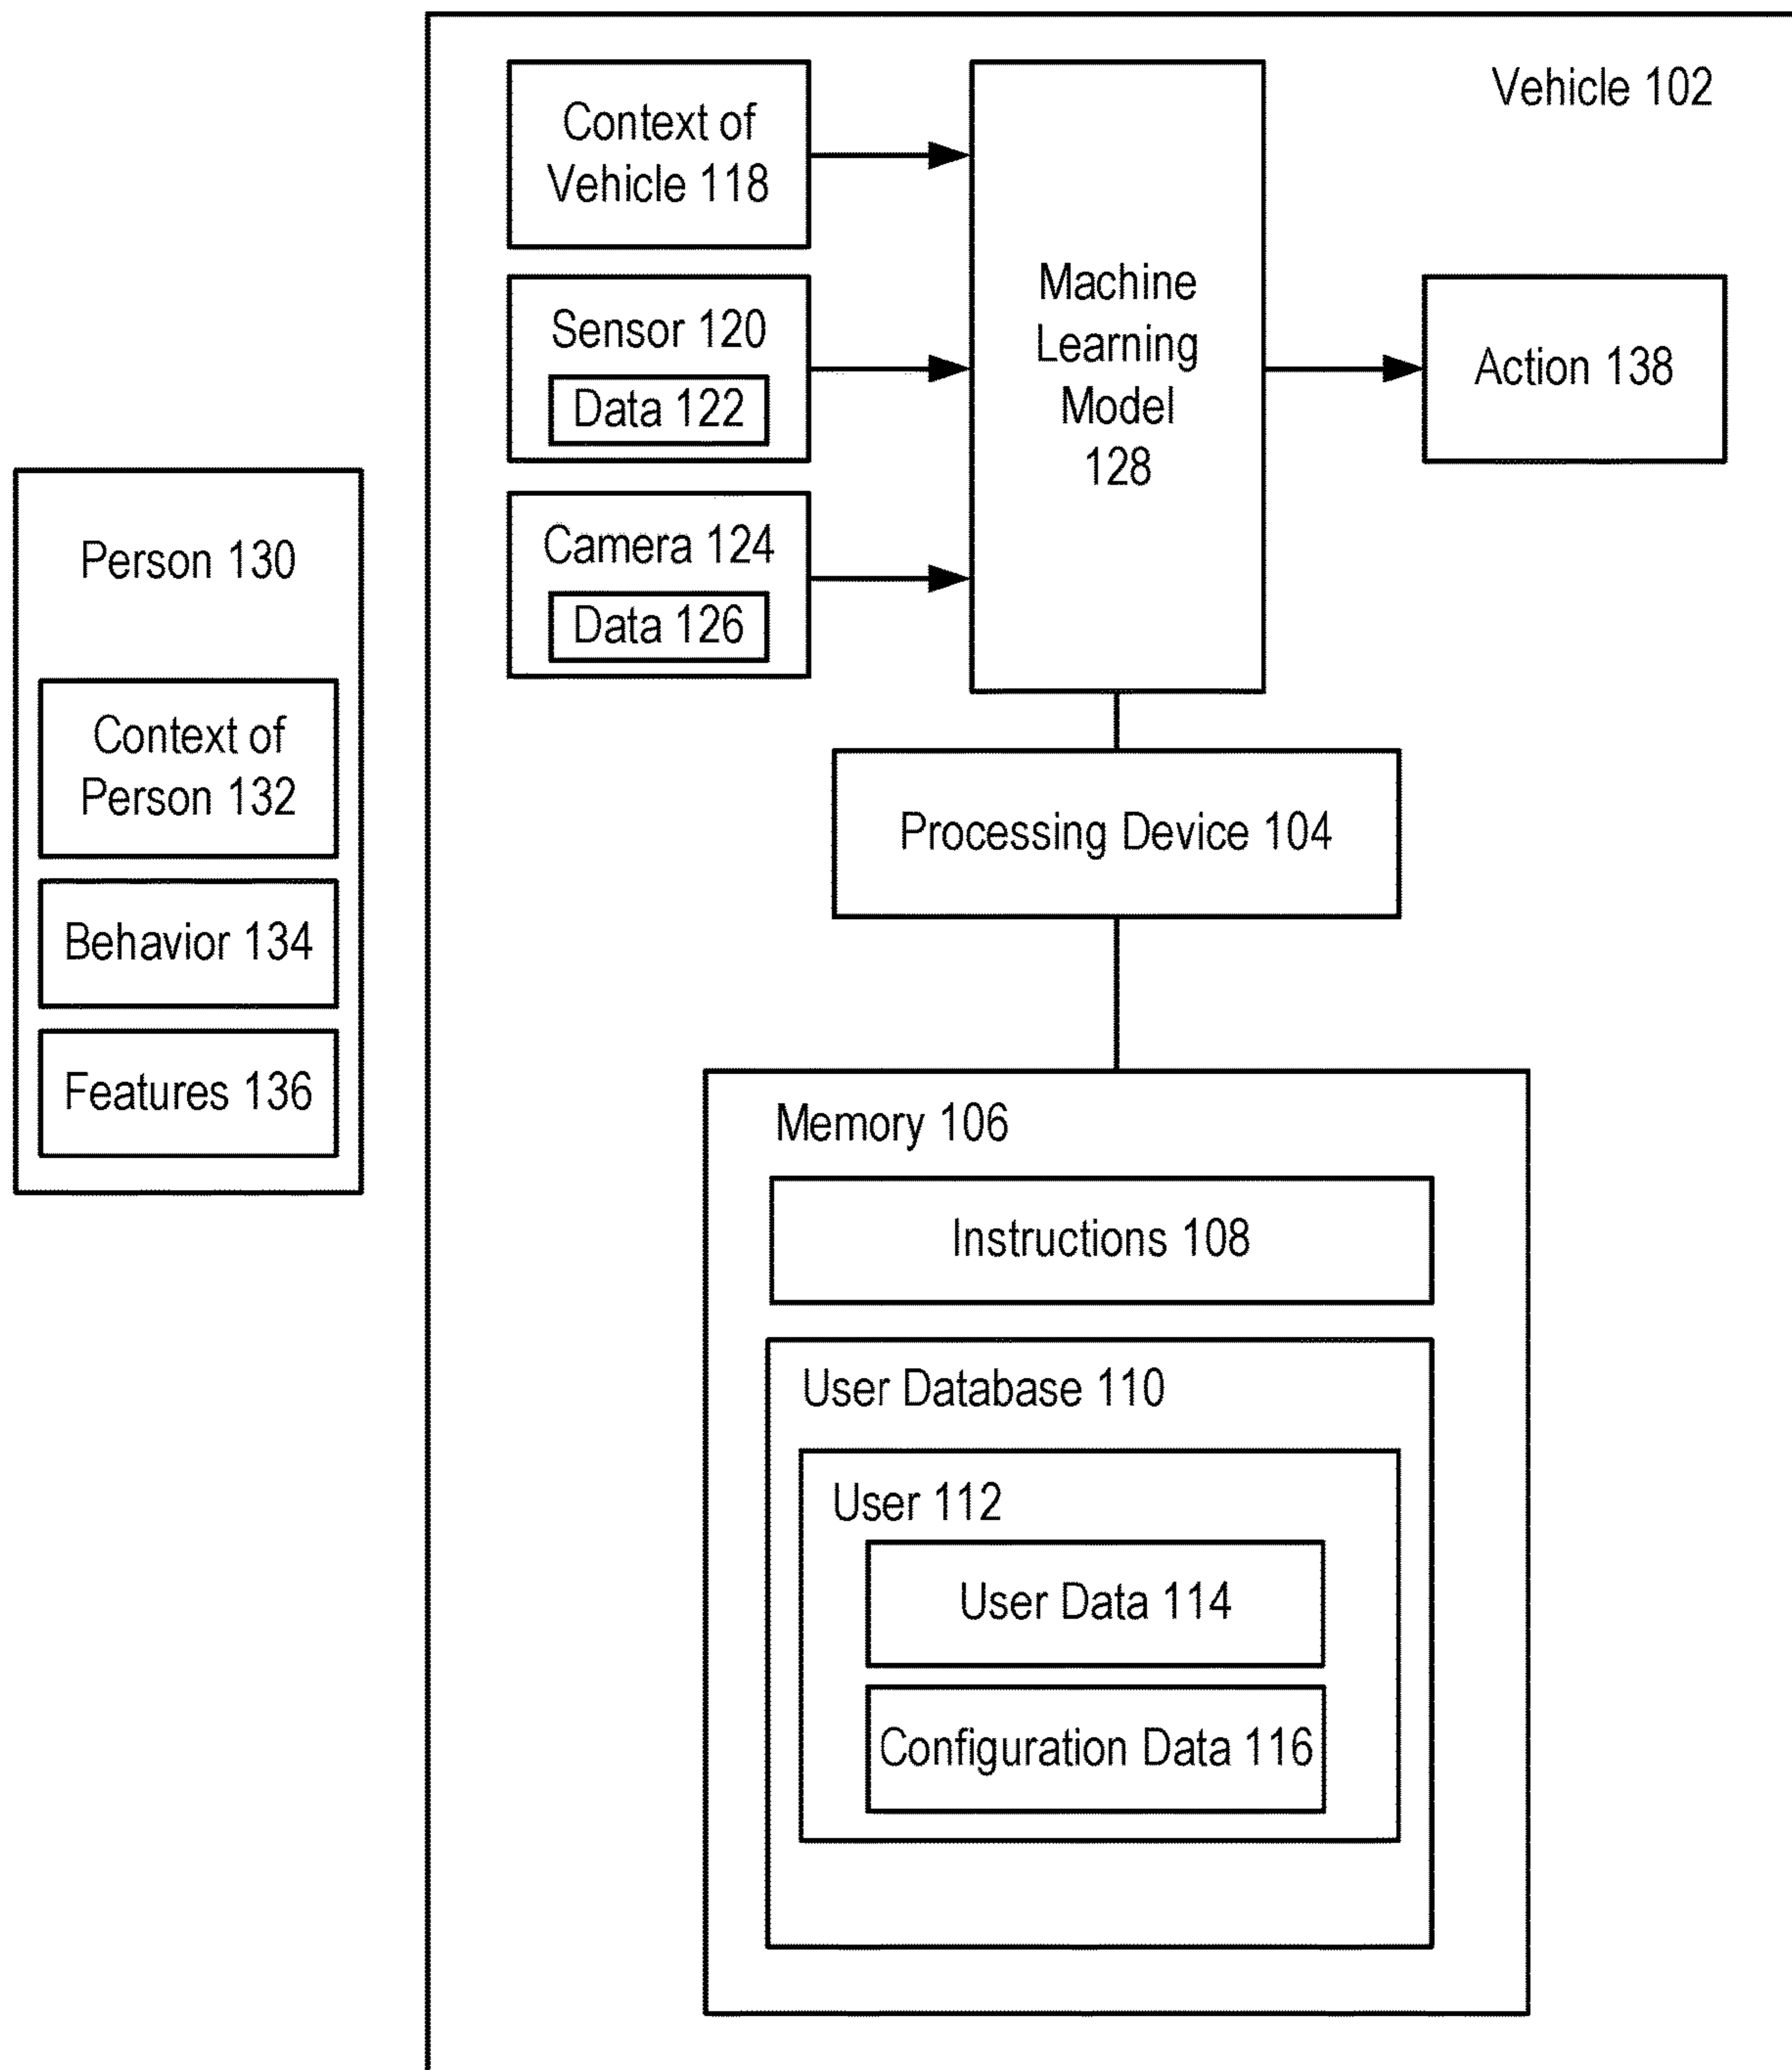 Vehicle 102
Context of
Vehicle 118
Sensor 120
Data 122
Camera 124
Data 126
Machine
Learning
Model
128
Action 138
Person 130
Context of
Person 132
Behavior 134
Features 136
Processing Device 104
Memory 106
Instructions 108
User Database 110
User 112
User Data 114
Configuration Data 116